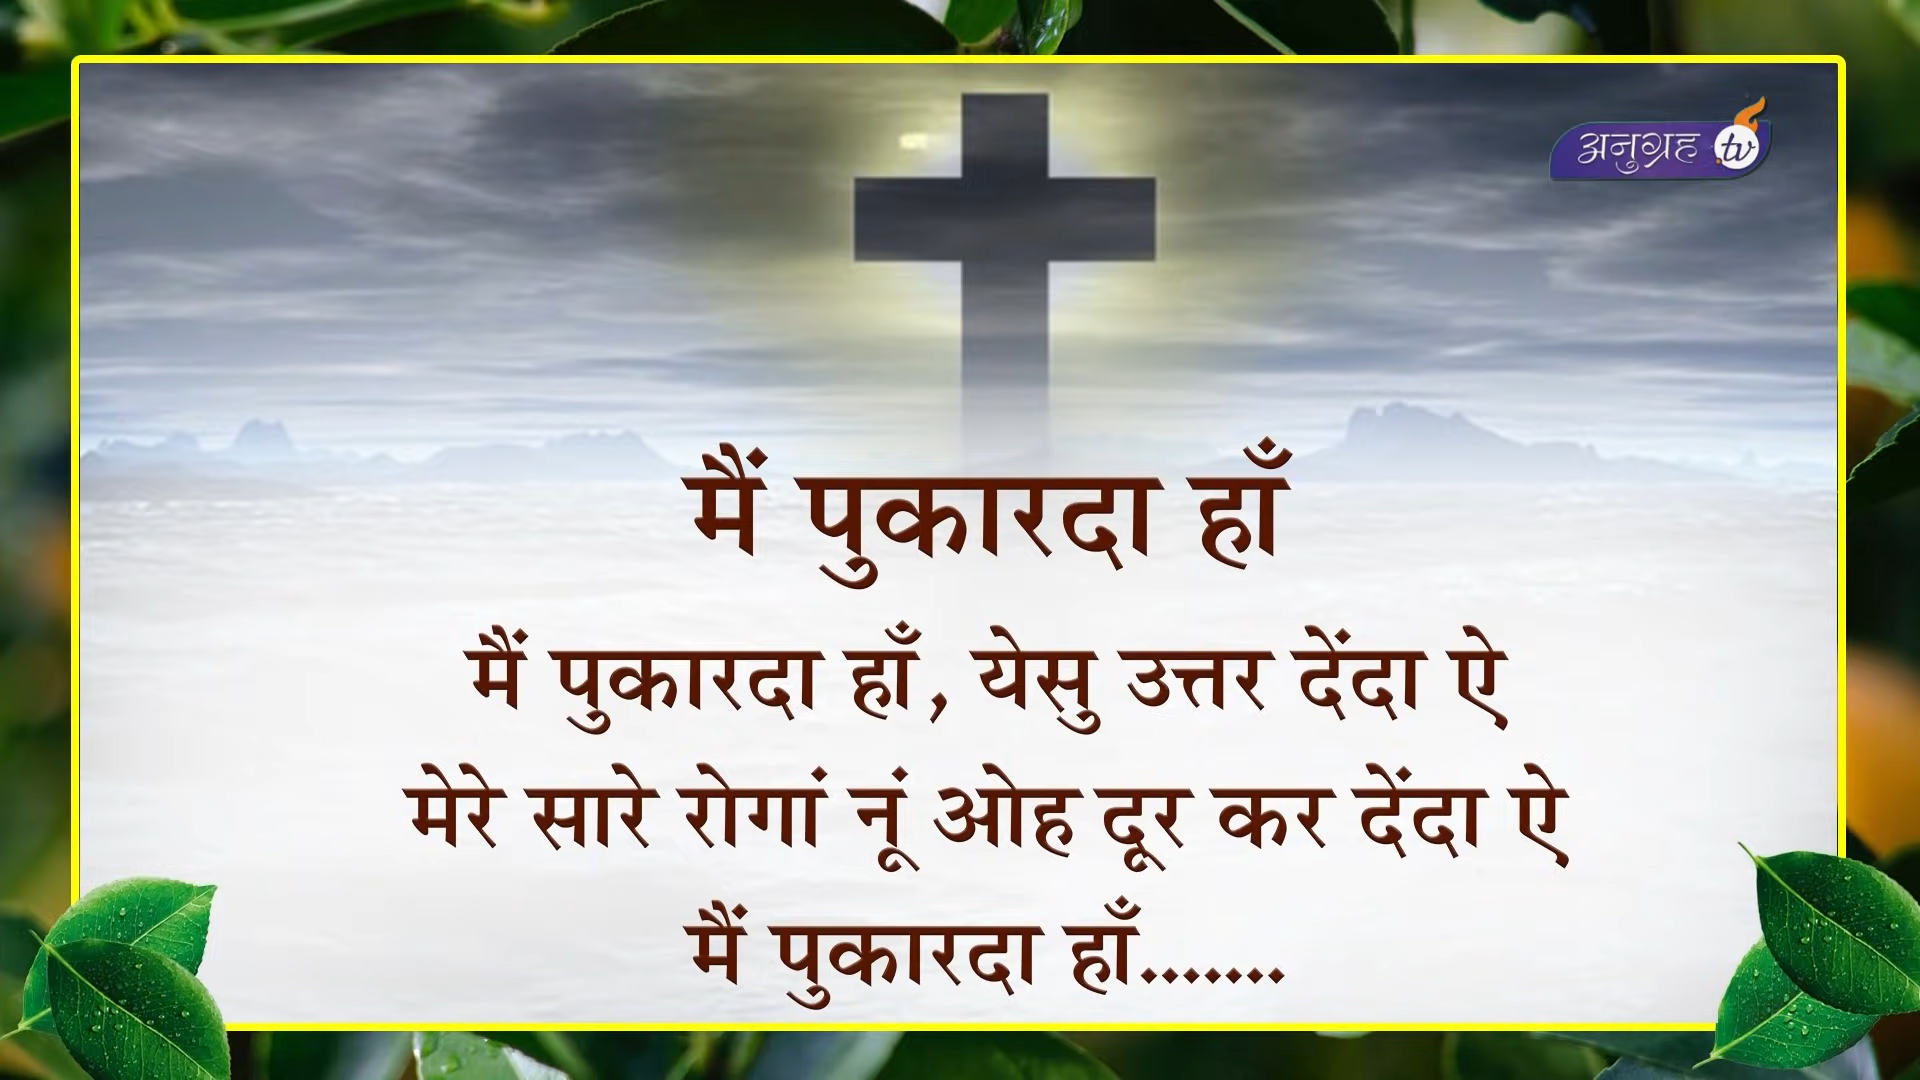 अनुग्रह .tv
मैं पुकारदा हाँ
मैं पुकारदा हाँ, येसु उत्तर देंदा ऐ
मेरे सारे रोगां नूं ओह दूर कर देंदा ऐ
मैं पुकारदा हाँ.......